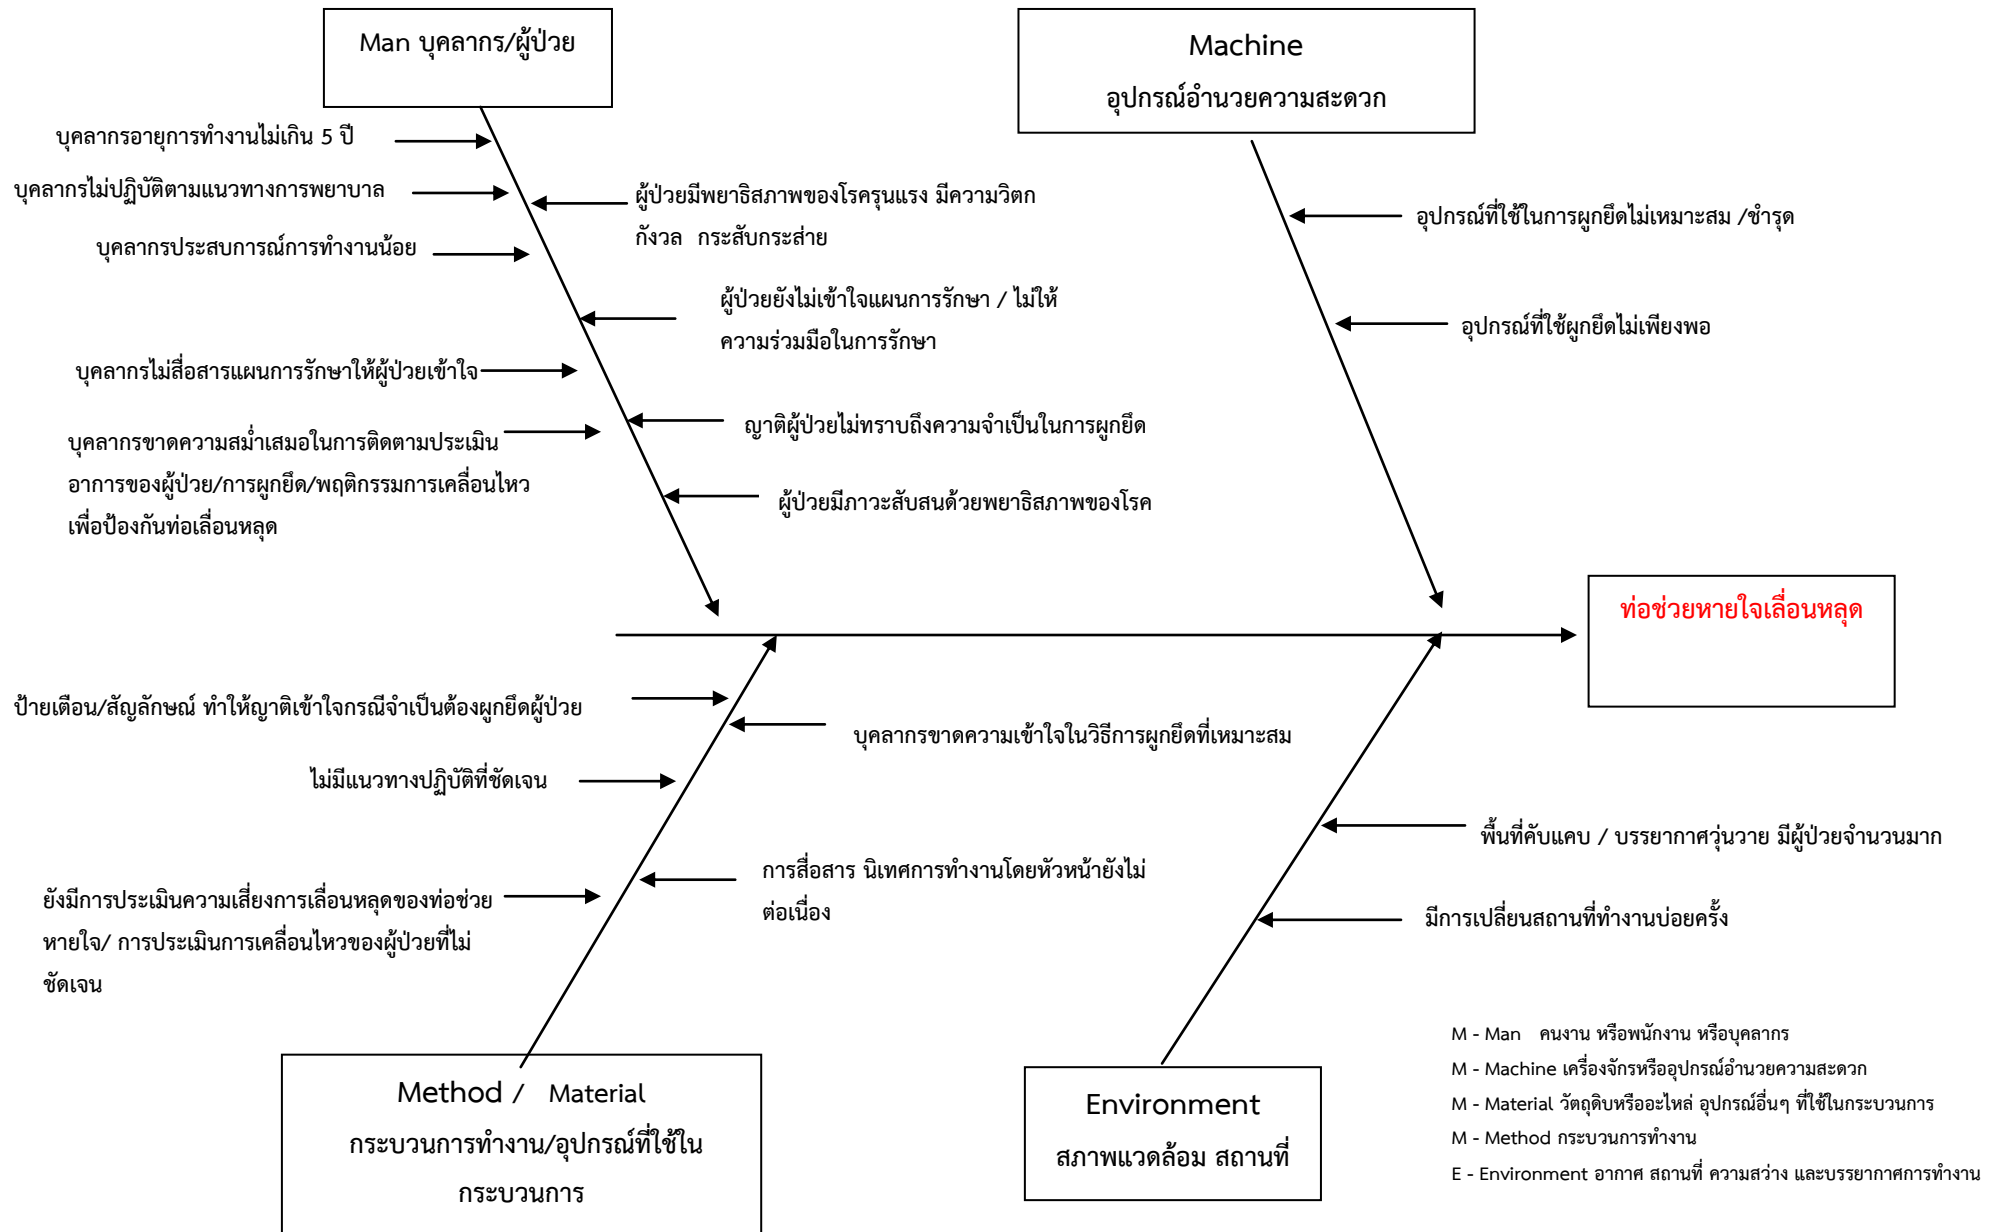 Man บุคลากร/ผู้ป่วย
Machine
อุปกรณ์อำนวยความสะดวก
บุคลากรอายุการทำงานไม่เกิน 5 ปี
บุคลากรไม่ปฏิบัติตามแนวทางการพยาบาล
บุคลากรประสบการณ์การทำงานน้อย
บุคลากรไม่สื่อสารแผนการรักษาให้ผู้ป่วยเข้าใจ
บุคลากรขาดความสม่ำเสมอในการติดตามประเมิน
อาการของผู้ป่วย/การผูกยึด/พฤติกรรมการเคลื่อนไหว
เพื่อป้องกันท่อเลื่อนหลุด
ผู้ป่วยมีพยาธิสภาพของโรครุนแรง มีความวิตก
กังวล กระสับกระส่าย
ผู้ป่วยยังไม่เข้าใจแผนการรักษา / ไม่ให้
ความร่วมมือในการรักษา
ญาติผู้ป่วยไม่ทราบถึงความจำเป็นในการผูกยึด
ผู้ป่วยมีภาวะสับสนด้วยพยาธิสภาพของโรค
อุปกรณ์ที่ใช้ในการผูกยึดไม่เหมาะสม /ชำรุด
อุปกรณ์ที่ใช้ผูกยึดไม่เพียงพอ
ท่อช่วยหายใจเลื่อนหลุด
ป้ายเตือน/สัญลักษณ์ ทำให้ญาติเข้าใจกรณีจำเป็นต้องผูกยึดผู้ป่วย
ไม่มีแนวทางปฏิบัติที่ชัดเจน
ยังมีการประเมินความเสี่ยงการเลื่อนหลุดของท่อช่วย
หายใจ/ การประเมินการเคลื่อนไหวของผู้ป่วยที่ไม่
ชัดเจน
บุคลากรขาดความเข้าใจในวิธีการผูกยึดที่เหมาะสม
การสื่อสาร นิเทศการทำงานโดยหัวหน้ายังไม่
ต่อเนื่อง
พื้นที่คับแคบ / บรรยากาศวุ่นวาย มีผู้ป่วยจำนวนมาก
มีการเปลี่ยนสถานที่ทำงานบ่อยครั้ง
Method / Material
กระบวนการทำงาน/อุปกรณ์ที่ใช้ใน
กระบวนการ
Environment
สภาพแวดล้อม สถานที่
M - Man คนงาน หรือพนักงาน หรือบุคลากร
M - Machine เครื่องจักรหรืออุปกรณ์อำนวยความสะดวก
M - Material วัตถุดิบหรืออะไหล่ อุปกรณ์อื่นๆ ที่ใช้ในกระบวนการ
M - Method กระบวนการทำงาน
E - Environment อากาศ สถานที่ ความสว่าง และบรรยากาศการทำงาน